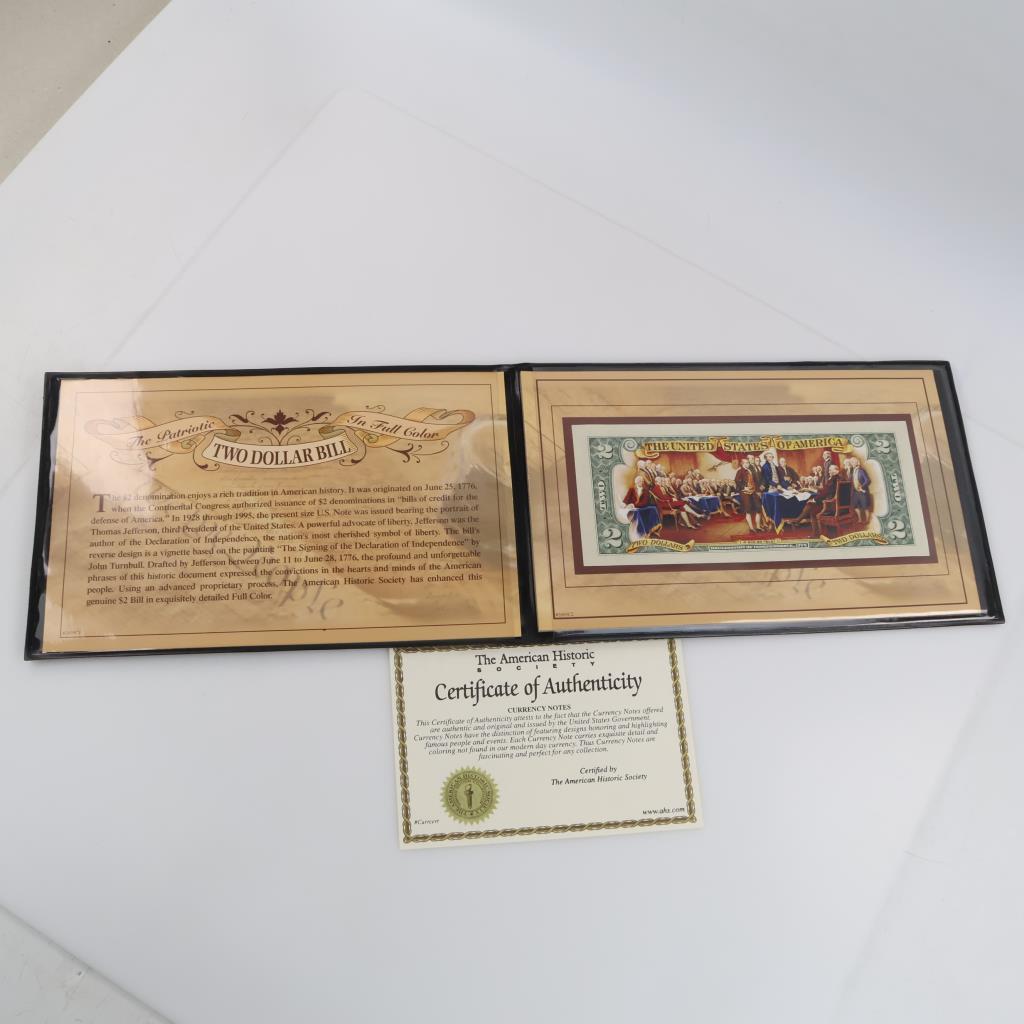 The Patriotic
In Full Color
TWO DOLLAR BILL
The $2 denomination enjoys a rich tradition in American history. It was originated on June 25, 1776,
when the Continental Congress authorized issuance of $2 denominations in "bills of credit for the
defense of America." In 1928 through 1995, the present size U.S. Note was issued bearing the portrait of
Thomas Jefferson, third President of the United States. A powerful advocate of liberty, Jefferson was the
author of the Declaration of Independence, the nation's most cherished symbol of liberty. The bill's
reverse design is a vignette based on the painting "The Signing of the Declaration of Independence" by
John Turnbull. Drafted by Jefferson between June 11 to June 28, 1776, the profound and unforgettable
phrases of this historic document expressed the convictions in the hearts and minds of the American
people. Using an advanced proprietary process, The American Historic Society has enhanced this
genuine $2 Bill in exquisitely detailed Full Color.
THE UNITED STATES OF AMERICA
2
2
TWO
TWO
2
2
TWO DOLLARS
TWO DOLLARS
The American Historic
SOCIETY
Certificate of Authenticity
CURRENCY NOTES
This Certificate of Authenticity attests to the fact that the Currency Notes offered
are authentic and original and issued by the United States Government.
Currency Notes have the distinction of featuring designs honoring and highlighting
famous people and events. Each Currency Note carries exquisite detail and
coloring not found in our modern day currency. Thus Currency Notes are
fascinating and perfect for any collection.
Certified by
The American Historic Society
THE AMERICAN HISTORIC SOCIETY
#Currcert
www.ahs.com